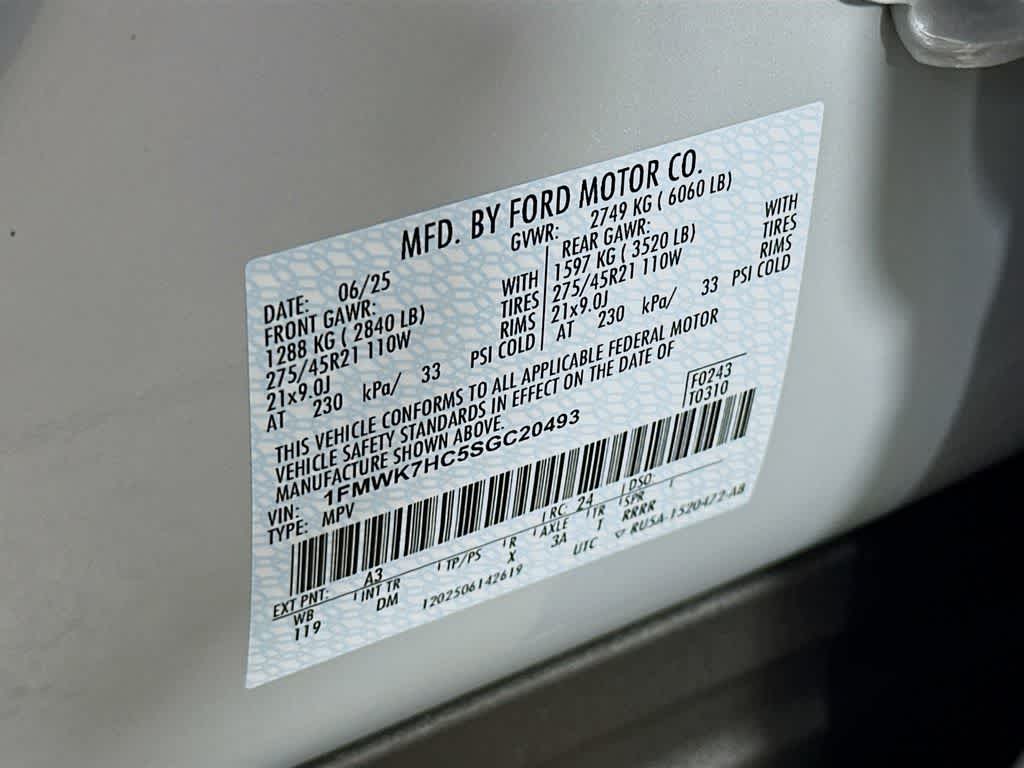 MFD. BY FORD MOTOR CO.
DATE: 06/25 GVWR: 2749 KG ( 6060 LB)
FRONT GAWR: REAR GAWR:
1288 KG ( 2840 LB) WITH 1597 KG ( 3520 LB) WITH
275/45R21 110W TIRES 275/45R21 110W TIRES
21x9.0J RIMS 21x9.0J RIMS
AT 230 kPa/ 33 PSI COLD AT 230 kPa/ 33 PSI COLD
THIS VEHICLE CONFORMS TO ALL APPLICABLE FEDERAL MOTOR
VEHICLE SAFETY STANDARDS IN EFFECT ON THE DATE OF
MANUFACTURE SHOWN ABOVE.
VIN: 1FMWK7HC5SGC20493 F0243
TYPE: MPV T0310
EXT PNT: A3 RC: 24 DSO:
WB INT TR TP/PS R AXLE TR SPR
119 DM X 3A T RRRR
1202506142619 UTC ▽ RU5A-1520472-AB